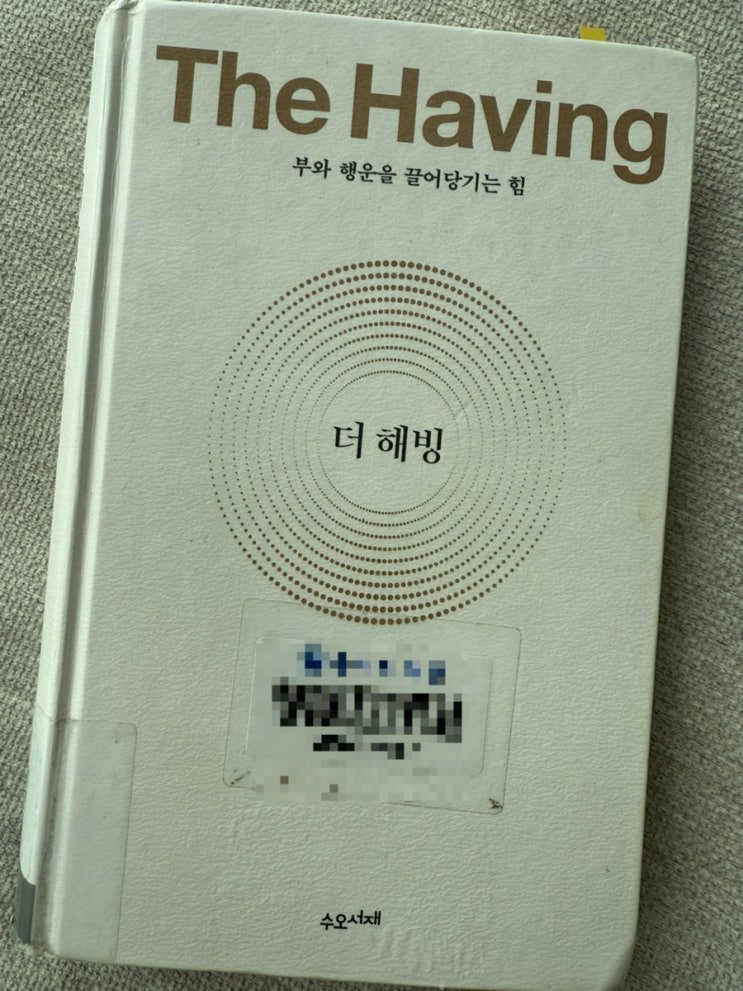 The Having
부와 행운을 끌어당기는 힘
더 해빙
수오서재